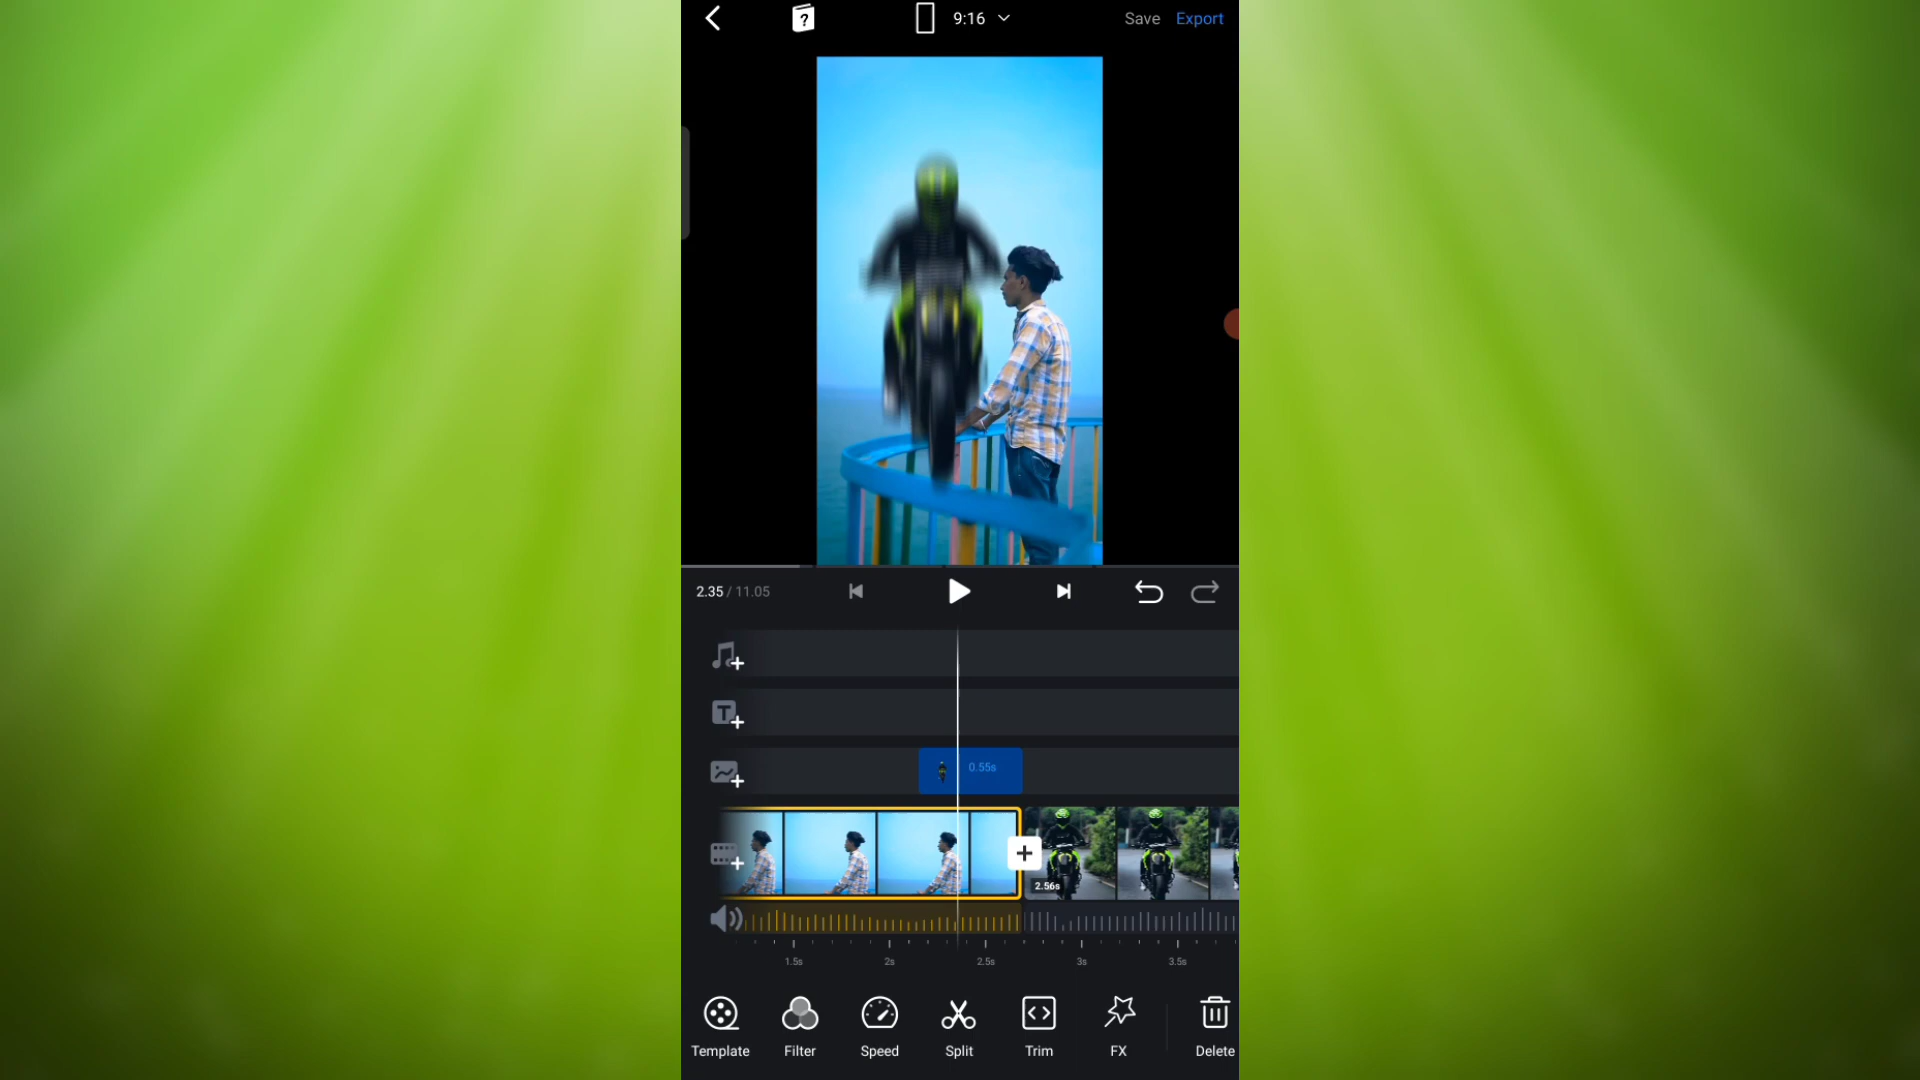 9:16
Save
Export
2.35 / 11.05
0.55s
2.56s
1.5s
2s
2.5s
3s
3.5s
Template
Filter
Speed
Split
Trim
FX
Delete